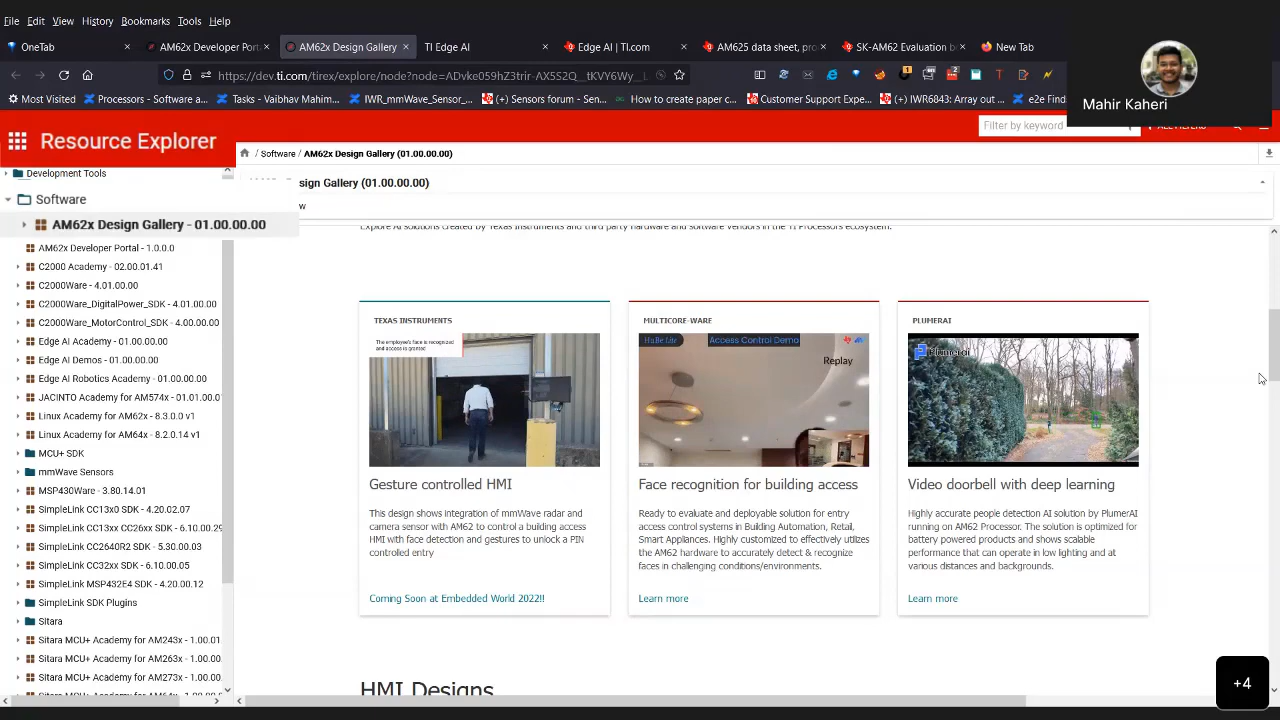 File Edit View History Bookmarks Tools Help
OneTab
AM62x Developer Port
AM62x Design Gallery
TI Edge AI
Edge AI | TI.com
AM625 data sheet, pro
SK-AM62 Evaluation b
New Tab
https://dev.ti.com/tirex/explore/node?node=ADvke059hZ3trir-AX5S2Q__tKVY6Wy__L
Mahir Kaheri
Most Visited
Processors - Software a...
Tasks - Vaibhav Mahim...
IWR_mmWave_Sensor_...
Sensors forum - Sen...
How to create paper c...
Customer Support Expe...
(+) IWR6843: Array out ...
e2e Find
Resource Explorer
Filter by keyword
ALL FILTERS
/ Software / AM62x Design Gallery (01.00.00.00)
sign Gallery (01.00.00.00)
w
Development Tools
Software
AM62x Design Gallery - 01.00.00.00
AM62x Developer Portal - 1.0.0.0
C2000 Academy - 02.00.01.41
C2000Ware - 4.01.00.00
C2000Ware_DigitalPower_SDK - 4.01.00.00
C2000Ware_MotorControl_SDK - 4.00.00.00
Edge AI Academy - 01.00.00.00
Edge AI Demos - 01.00.00.00
Edge AI Robotics Academy - 01.00.00.00
JACINTO Academy for AM574x - 01.01.00.0
Linux Academy for AM62x - 8.3.0.0 v1
Linux Academy for AM64x - 8.2.0.14 v1
MCU+ SDK
mmWave Sensors
MSP430Ware - 3.80.14.01
SimpleLink CC13x0 SDK - 4.20.02.07
SimpleLink CC13xx CC26xx SDK - 6.10.00.29
SimpleLink CC2640R2 SDK - 5.30.00.03
SimpleLink CC32xx SDK - 6.10.00.05
SimpleLink MSP432E4 SDK - 4.20.00.12
SimpleLink SDK Plugins
Sitara
Sitara MCU+ Academy for AM243x - 1.00.01.
Sitara MCU+ Academy for AM263x - 1.00.00.
Sitara MCU+ Academy for AM273x - 1.00.00.
Sitara MCU+ Academy for AM64x - 1.00.00.
Explore AI solutions created by Texas Instruments and third party hardware and software vendors in the TI Processors ecosystem.
TEXAS INSTRUMENTS
The employee's face is recognized
and access is granted
Gesture controlled HMI
This design shows integration of mmWave radar and
camera sensor with AM62 to control a building access
HMI with face detection and gestures to unlock a PIN
controlled entry
Coming Soon at Embedded World 2022!!
MULTICORE-WARE
HuBe Lite
Access Control Demo
Replay
Face recognition for building access
Ready to evaluate and deployable solution for entry
access control systems in Building Automation, Retail,
Smart Appliances. Highly customized to effectively utilizes
the AM62 hardware to accurately detect & recognize
faces in challenging conditions/environments.
Learn more
PLUMERAI
Plumerai
Video doorbell with deep learning
Highly accurate people detection AI solution by PlumerAI
running on AM62 Processor. The solution is optimized for
battery powered products and shows scalable
performance that can operate in low lighting and at
various distances and backgrounds.
Learn more
HMI Designs
+4